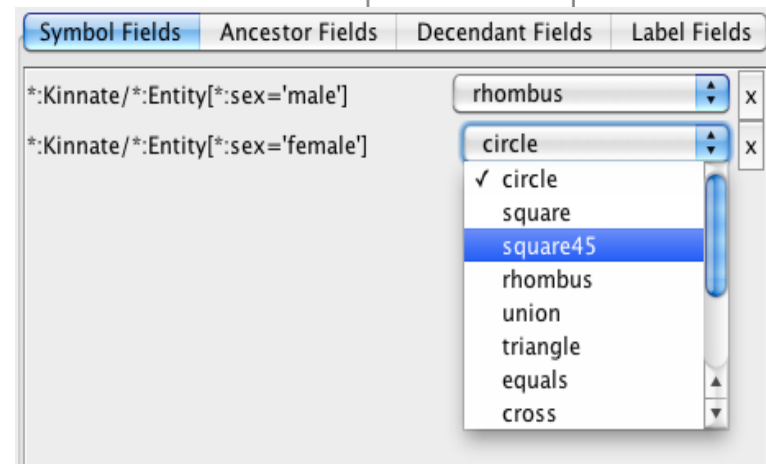 Symbol Fields Ancestor Fields Decendant Fields Label Fields
*:Kinnate/*:Entity[*:sex='male'] rhombus x
*:Kinnate/*:Entity[*:sex='female'] circle x
✓ circle
square
square45
rhombus
union
triangle
equals
cross